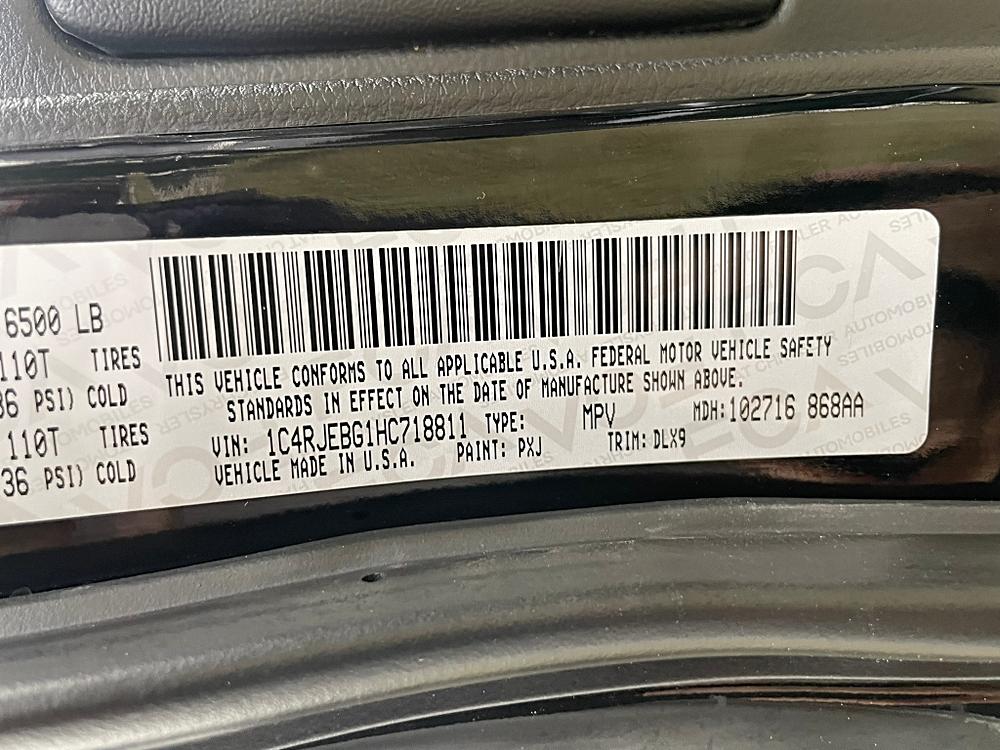 6500 LB
110T TIRES
36 PSI) COLD
110T TIRES
36 PSI) COLD
THIS VEHICLE CONFORMS TO ALL APPLICABLE U.S.A. FEDERAL MOTOR VEHICLE SAFETY
STANDARDS IN EFFECT ON THE DATE OF MANUFACTURE SHOWN ABOVE.
VIN: 1C4RJEBG1HC718811 TYPE: MPV MDH:102716 868AA
VEHICLE MADE IN U.S.A. PAINT: PXJ TRIM:DLX9